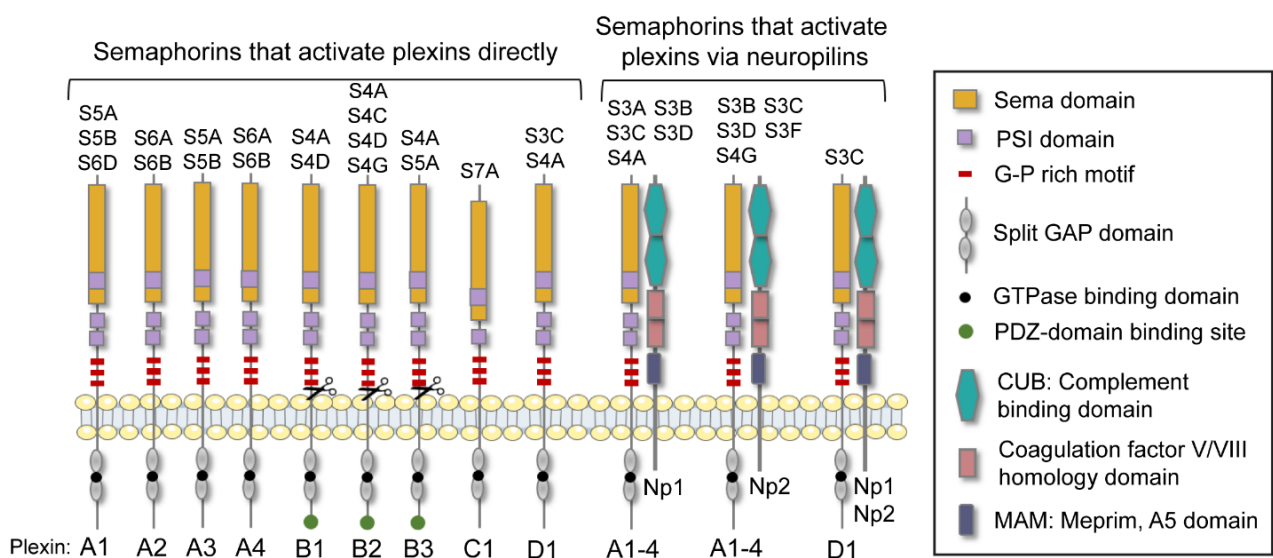 Semaphorins that activate plexins directly
Semaphorins that activate
plexins via neuropilins
S5A
S5B
S6D
S6A
S6B
S5A
S5B
S6A
S6B
S4A
S4D
S4A
S4C
S4D
S4G
S4A
S5A
S7A
S3C
S4A
S3A S3B
S3C S3D
S4A
S3B S3C
S3D S3F
S4G
S3C
Np1
Np2
Np1
Np2
Plexin: A1 A2 A3 A4 B1 B2 B3 C1 D1 A1-4 A1-4 D1
Sema domain
PSI domain
G-P rich motif
Split GAP domain
GTPase binding domain
PDZ-domain binding site
CUB: Complement
binding domain
Coagulation factor V/VIII
homology domain
MAM: Meprim, A5 domain